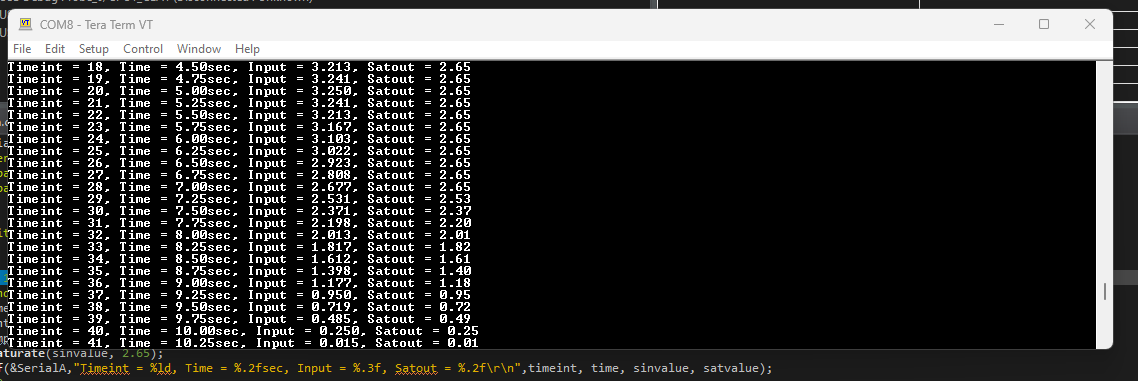 COM8 - Tera Term VT
File Edit Setup Control Window Help
Timeint = 18, Time = 4.50sec, Input = 3.213, Satout = 2.65
Timeint = 19, Time = 4.75sec, Input = 3.241, Satout = 2.65
Timeint = 20, Time = 5.00sec, Input = 3.250, Satout = 2.65
Timeint = 21, Time = 5.25sec, Input = 3.241, Satout = 2.65
Timeint = 22, Time = 5.50sec, Input = 3.213, Satout = 2.65
Timeint = 23, Time = 5.75sec, Input = 3.167, Satout = 2.65
Timeint = 24, Time = 6.00sec, Input = 3.103, Satout = 2.65
Timeint = 25, Time = 6.25sec, Input = 3.022, Satout = 2.65
Timeint = 26, Time = 6.50sec, Input = 2.923, Satout = 2.65
Timeint = 27, Time = 6.75sec, Input = 2.808, Satout = 2.65
Timeint = 28, Time = 7.00sec, Input = 2.677, Satout = 2.65
Timeint = 29, Time = 7.25sec, Input = 2.531, Satout = 2.53
Timeint = 30, Time = 7.50sec, Input = 2.371, Satout = 2.37
Timeint = 31, Time = 7.75sec, Input = 2.198, Satout = 2.20
Timeint = 32, Time = 8.00sec, Input = 2.013, Satout = 2.01
Timeint = 33, Time = 8.25sec, Input = 1.817, Satout = 1.82
Timeint = 34, Time = 8.50sec, Input = 1.612, Satout = 1.61
Timeint = 35, Time = 8.75sec, Input = 1.398, Satout = 1.40
Timeint = 36, Time = 9.00sec, Input = 1.177, Satout = 1.18
Timeint = 37, Time = 9.25sec, Input = 0.950, Satout = 0.95
Timeint = 38, Time = 9.50sec, Input = 0.719, Satout = 0.72
Timeint = 39, Time = 9.75sec, Input = 0.485, Satout = 0.49
Timeint = 40, Time = 10.00sec, Input = 0.250, Satout = 0.25
Timeint = 41, Time = 10.25sec, Input = 0.015, Satout = 0.01
aturate(sinvalue, 2.65);
f(&SerialA,"Timeint = %ld, Time = %.2fsec, Input = %.3f, Satout = %.2f\r\n",timeint, time, sinvalue, satvalue);